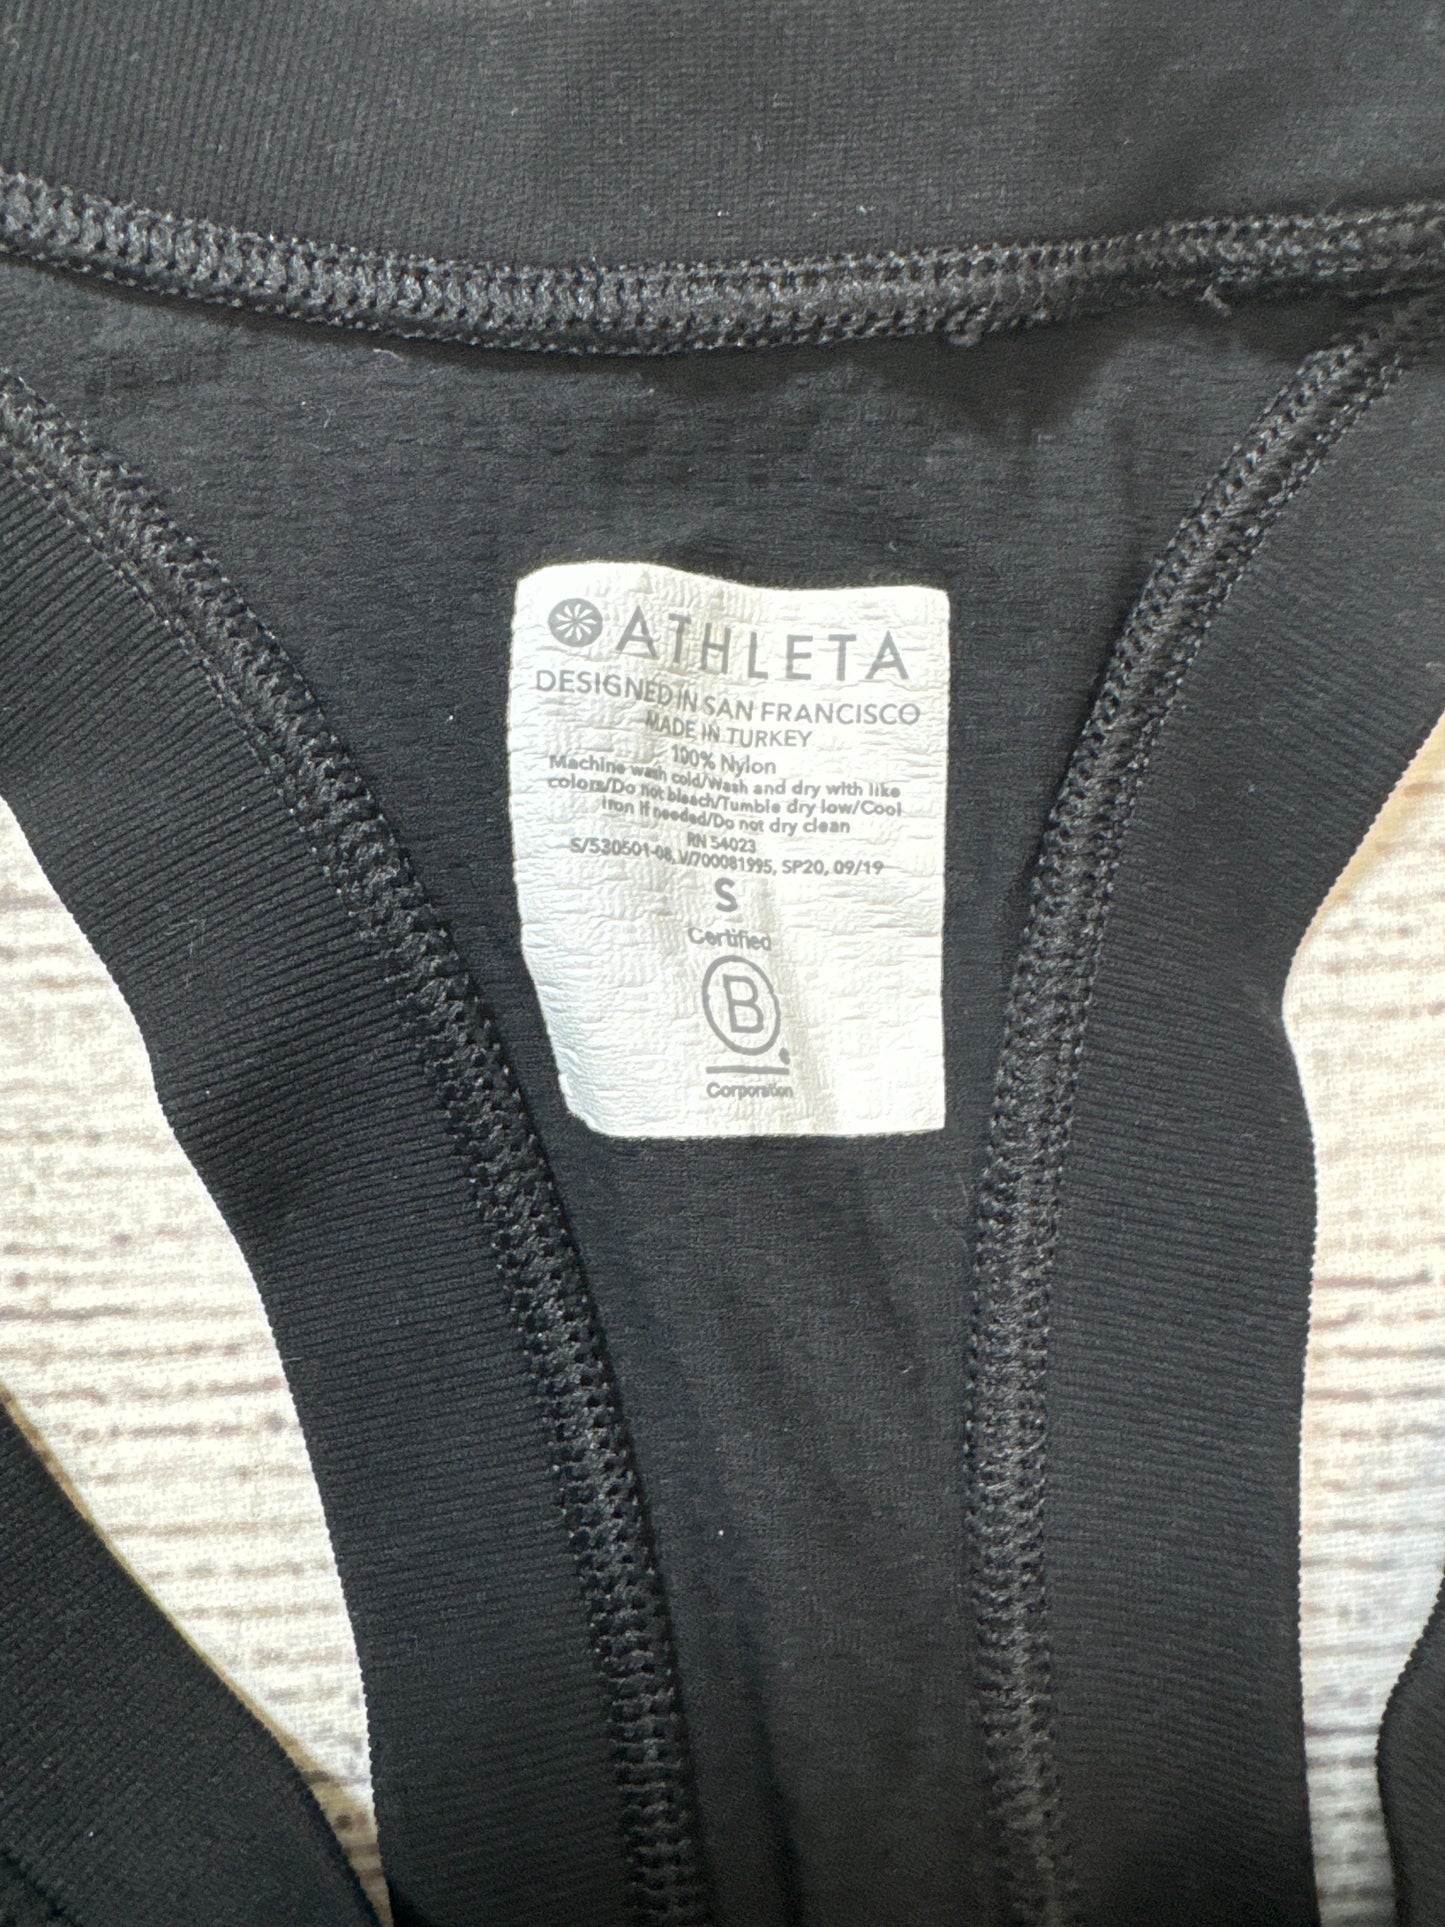 ATHLETA
DESIGNED IN SAN FRANCISCO
MADE IN TURKEY
100% Nylon
Machine wash cold/Wash and dry with like
colors/Do not bleach/Tumble dry low/Cool
Iron if needed/Do not dry clean
RN 54023
S/530501-08, V/700081995, SP20, 09/19
S
Certified
B
Corporation